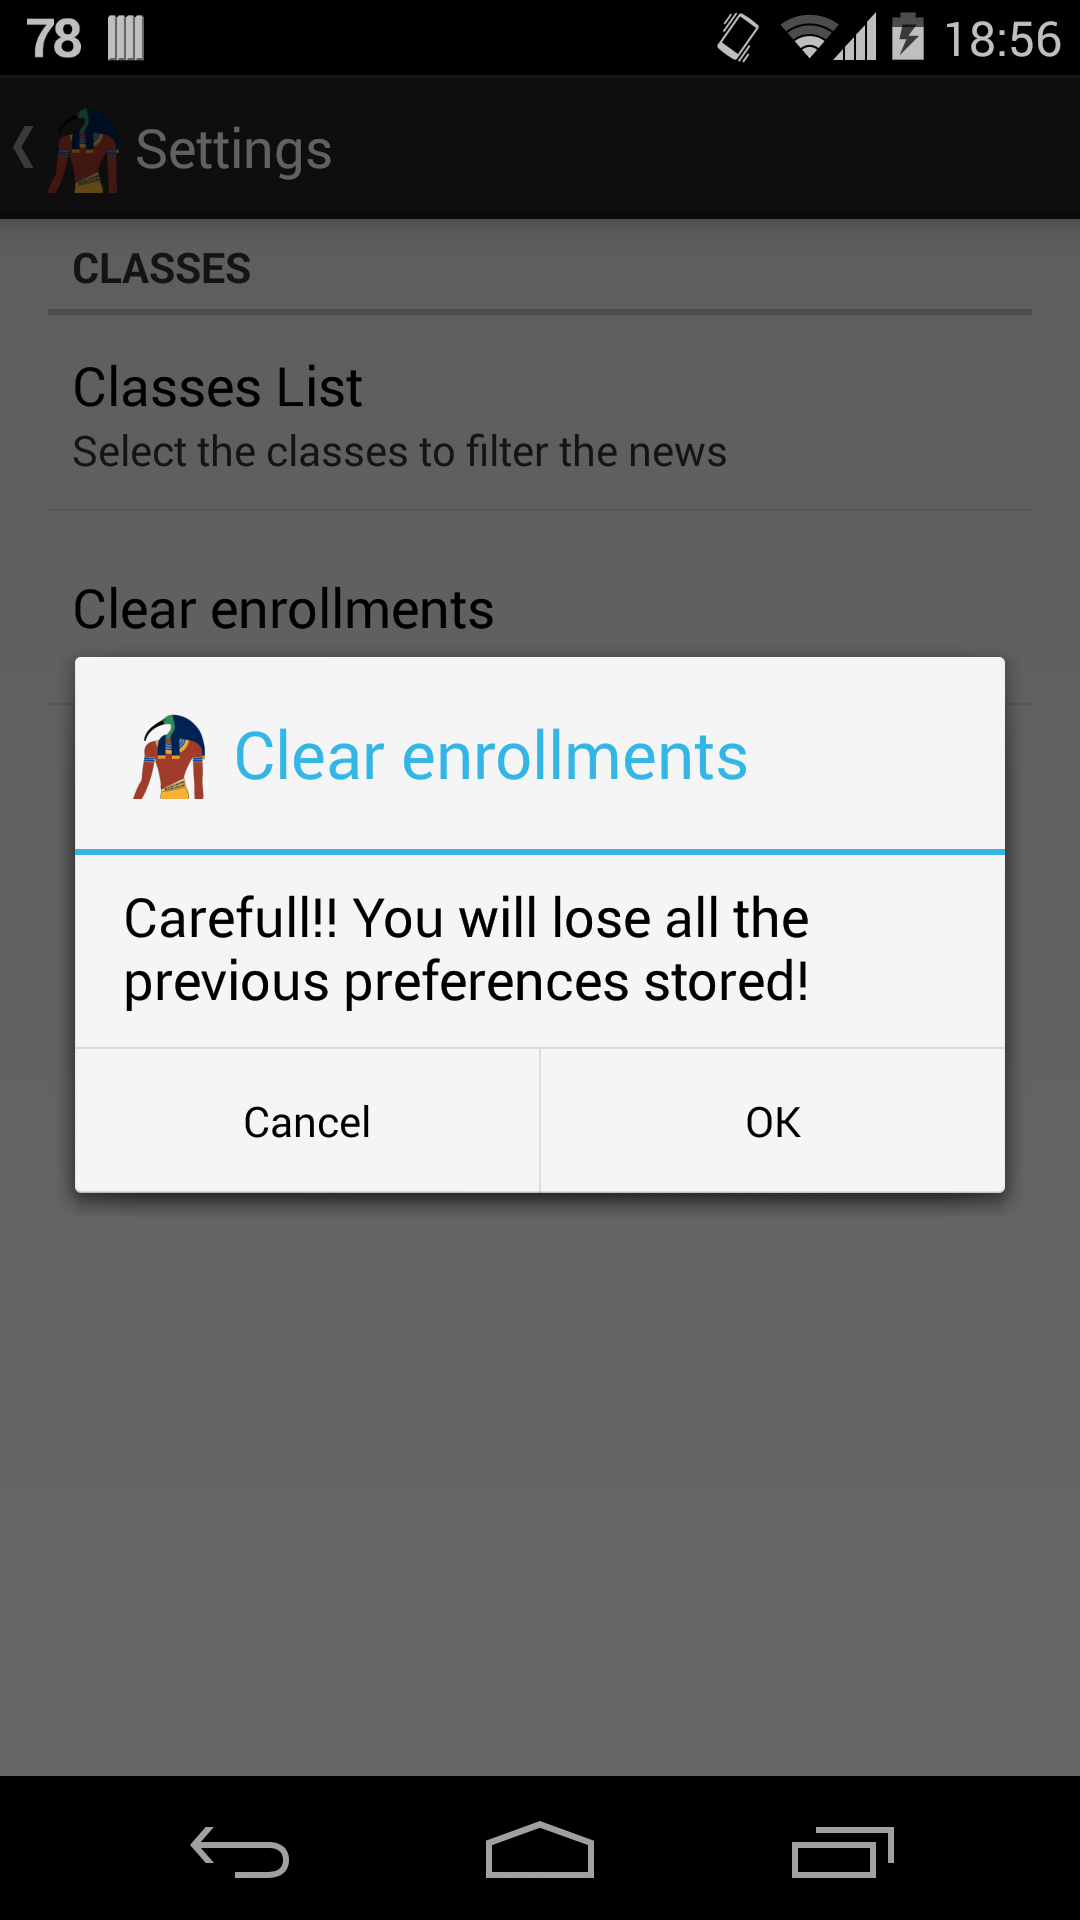 78 18:56
Settings
CLASSES
Classes List
Select the classes to filter the news
Clear enrollments
Clear enrollments
Carefull!! You will lose all the
previous preferences stored!
Cancel OK